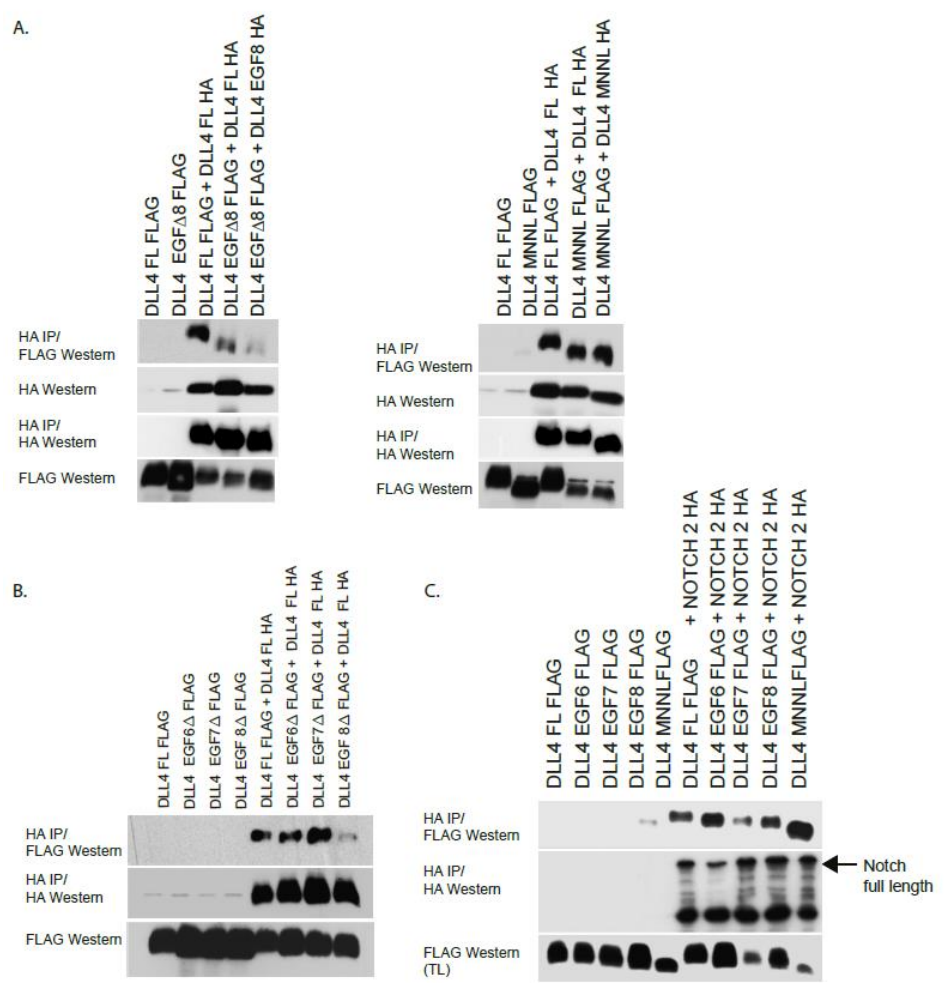 A.
DLL4 FL FLAG
DLL4 EGFΔ8 FLAG
DLL4 FL FLAG + DLL4 FL HA
DLL4 EGFΔ8 FLAG + DLL4 FL HA
DLL4 EGFΔ8 FLAG + DLL4 EGF8 HA
HA IP/
FLAG Western
HA Western
HA IP/
HA Western
FLAG Western
DLL4 FL FLAG
DLL4 MNNL FLAG
DLL4 FL FLAG + DLL4 FL HA
DLL4 MNNL FLAG + DLL4 FL HA
DLL4 MNNL FLAG + DLL4 MNNL HA
HA IP/
FLAG Western
HA Western
HA IP/
HA Western
FLAG Western
B.
DLL4 FL FLAG
DLL4 EGF6Δ FLAG
DLL4 EGF7Δ FLAG
DLL4 EGF 8Δ FLAG
DLL4 FL FLAG + DLL4 FL HA
DLL4 EGF6Δ FLAG + DLL4 FL HA
DLL4 EGF7Δ FLAG + DLL4 FL HA
DLL4 EGF 8Δ FLAG + DLL4 FL HA
HA IP/
FLAG Western
HA IP/
HA Western
FLAG Western
C.
DLL4 FL FLAG
DLL4 EGF6 FLAG
DLL4 EGF7 FLAG
DLL4 EGF8 FLAG
DLL4 MNNLFLAG
DLL4 FL FLAG + NOTCH 2 HA
DLL4 EGF6 FLAG + NOTCH 2 HA
DLL4 EGF7 FLAG + NOTCH 2 HA
DLL4 EGF8 FLAG + NOTCH 2 HA
DLL4 MNNLFLAG + NOTCH 2 HA
HA IP/
FLAG Western
HA IP/
HA Western
Notch
full length
FLAG Western
(TL)